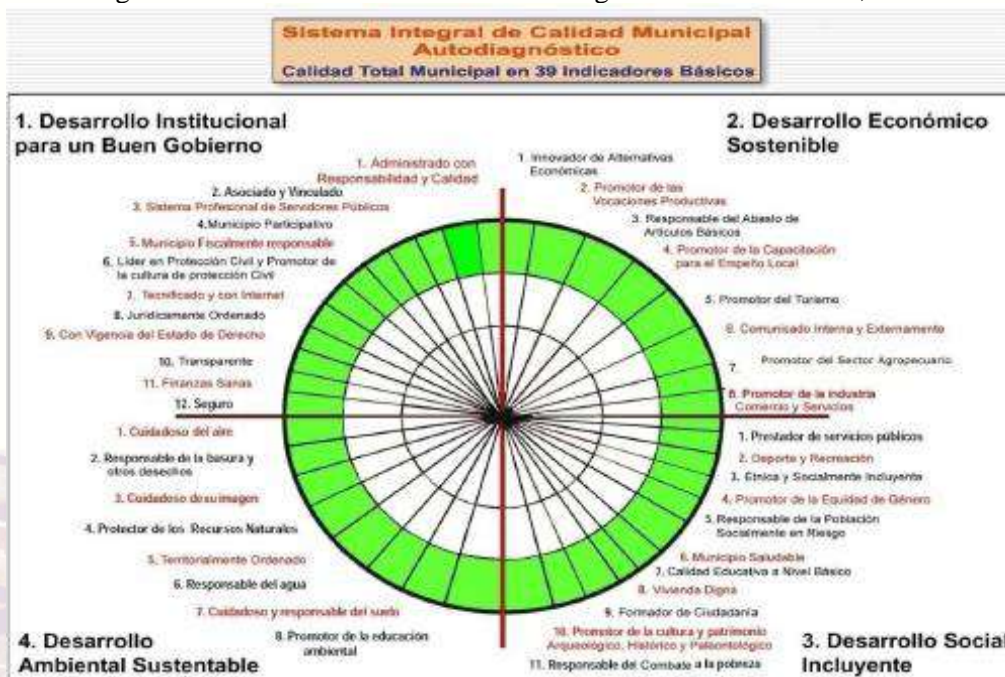 Sistema Integral de Calidad Municipal
Autodiagnóstico
Calidad Total Municipal en 39 Indicadores Básicos
1. Desarrollo Institucional
para un Buen Gobierno
1. Administrado con
Responsabilidad y Calidad
2. Asociado y Vinculado
3. Sistema Profesional de Servidores Públicos
4.Municipio Participativo
5. Municipio Fiscalmente responsable
6. Líder en Protección Civil y Promotor de
la cultura de protección Civil
7. Tecnificado y con Internet
8. Jurídicamente Ordenado
9. Con Vigencia del Estado de Derecho
10. Transparente
11. Finanzas Sanas
12. Seguro
2. Desarrollo Económico
Sostenible
1. Innovador de Alternativas
Económicas
2. Promotor de las
Vocaciones Productivas
3. Responsable del Abasto de
Artículos Básicos
4. Promotor de la Capacitación
para el Empeño Local
5. Promotor del Turismo
6. Comunicado Interna y Externamente
7. Promotor del Sector Agropecuario
8. Promotor de la industria
Comercio y Servicios
1. Prestador de servicios públicos
2. Deporte y Recreación
3. Etnica y Socialmente Incluyente
4. Promotor de la Equidad de Género
5. Responsable de la Población
Socialmente en Riesgo
6. Municipio Saludable
7. Calidad Educativa a Nivel Básico
8. Vivienda Digna
9. Formador de Ciudadanía
10. Promotor de la cultura y patrimonio
Arqueológico, Histórico y Paleontológico
11. Responsable del Combate a la pobreza
3. Desarrollo Social
Incluyente
1. Cuidadoso del aire
2. Responsable de la basura y
otros desechos
3. Cuidadoso de su imagen
4. Protector de los Recursos Naturales
5. Territorialmente Ordenado
6. Responsable del agua
7. Cuidadoso y responsable del suelo
8. Promotor de la educación
ambiental
4. Desarrollo
Ambiental Sustentable